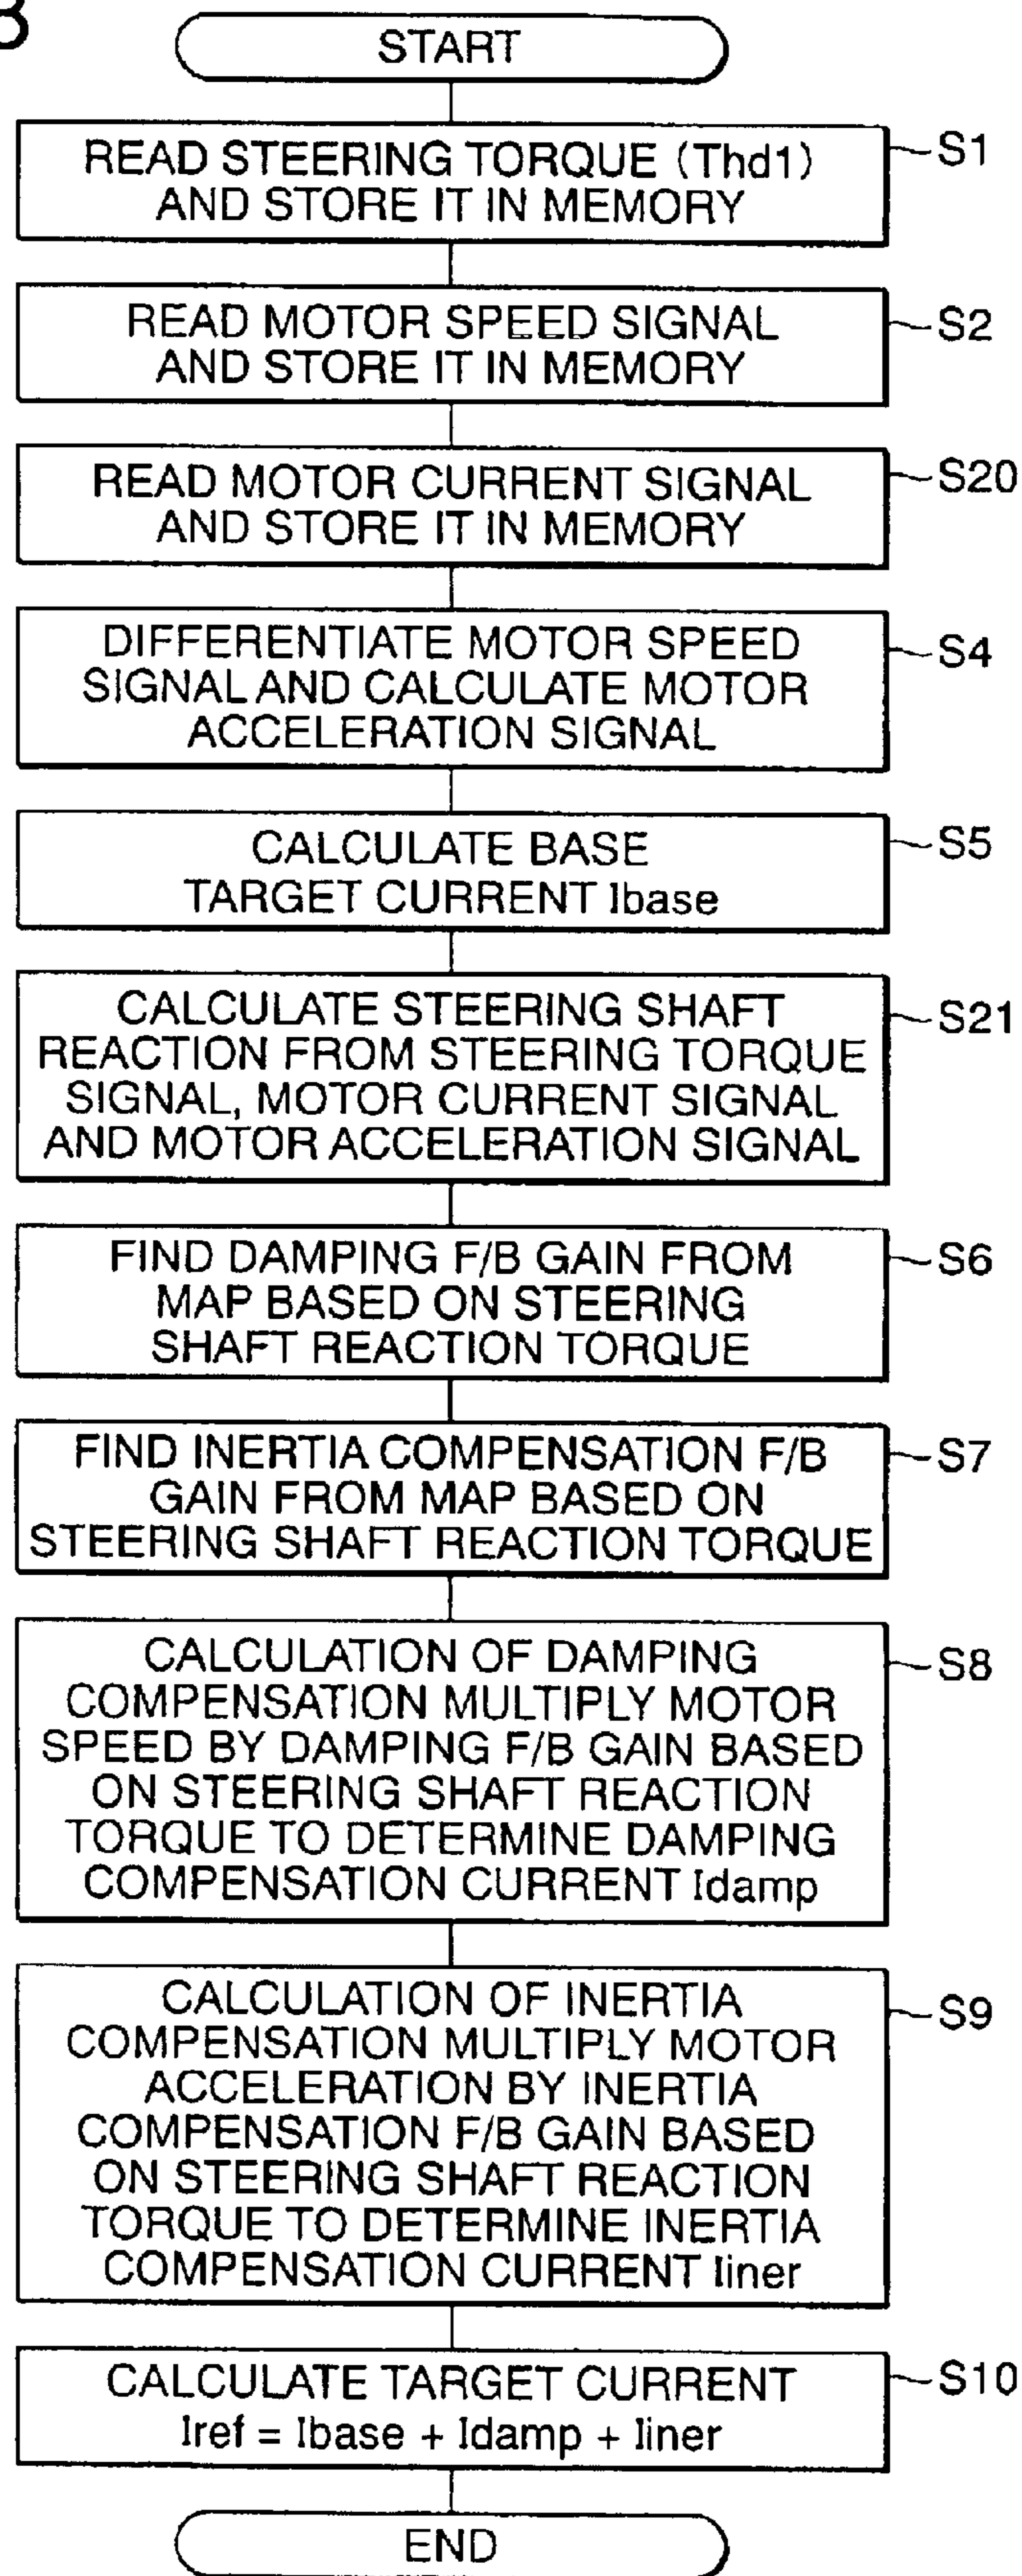 START
READ STEERING TORQUE (Thd1)
AND STORE IT IN MEMORY
S1
READ MOTOR SPEED SIGNAL
AND STORE IT IN MEMORY
S2
READ MOTOR CURRENT SIGNAL
AND STORE IT IN MEMORY
S20
DIFFERENTIATE MOTOR SPEED
SIGNAL AND CALCULATE MOTOR
ACCELERATION SIGNAL
S4
CALCULATE BASE
TARGET CURRENT Ibase
S5
CALCULATE STEERING SHAFT
REACTION FROM STEERING TORQUE
SIGNAL, MOTOR CURRENT SIGNAL
AND MOTOR ACCELERATION SIGNAL
S21
FIND DAMPING F/B GAIN FROM
MAP BASED ON STEERING
SHAFT REACTION TORQUE
S6
FIND INERTIA COMPENSATION F/B
GAIN FROM MAP BASED ON
STEERING SHAFT REACTION TORQUE
S7
CALCULATION OF DAMPING
COMPENSATION MULTIPLY MOTOR
SPEED BY DAMPING F/B GAIN BASED
ON STEERING SHAFT REACTION
TORQUE TO DETERMINE DAMPING
COMPENSATION CURRENT Idamp
S8
CALCULATION OF INERTIA
COMPENSATION MULTIPLY MOTOR
ACCELERATION BY INERTIA
COMPENSATION F/B GAIN BASED
ON STEERING SHAFT REACTION
TORQUE TO DETERMINE INERTIA
COMPENSATION CURRENT Iiner
S9
CALCULATE TARGET CURRENT
Iref = Ibase + Idamp + Iiner
S10
END